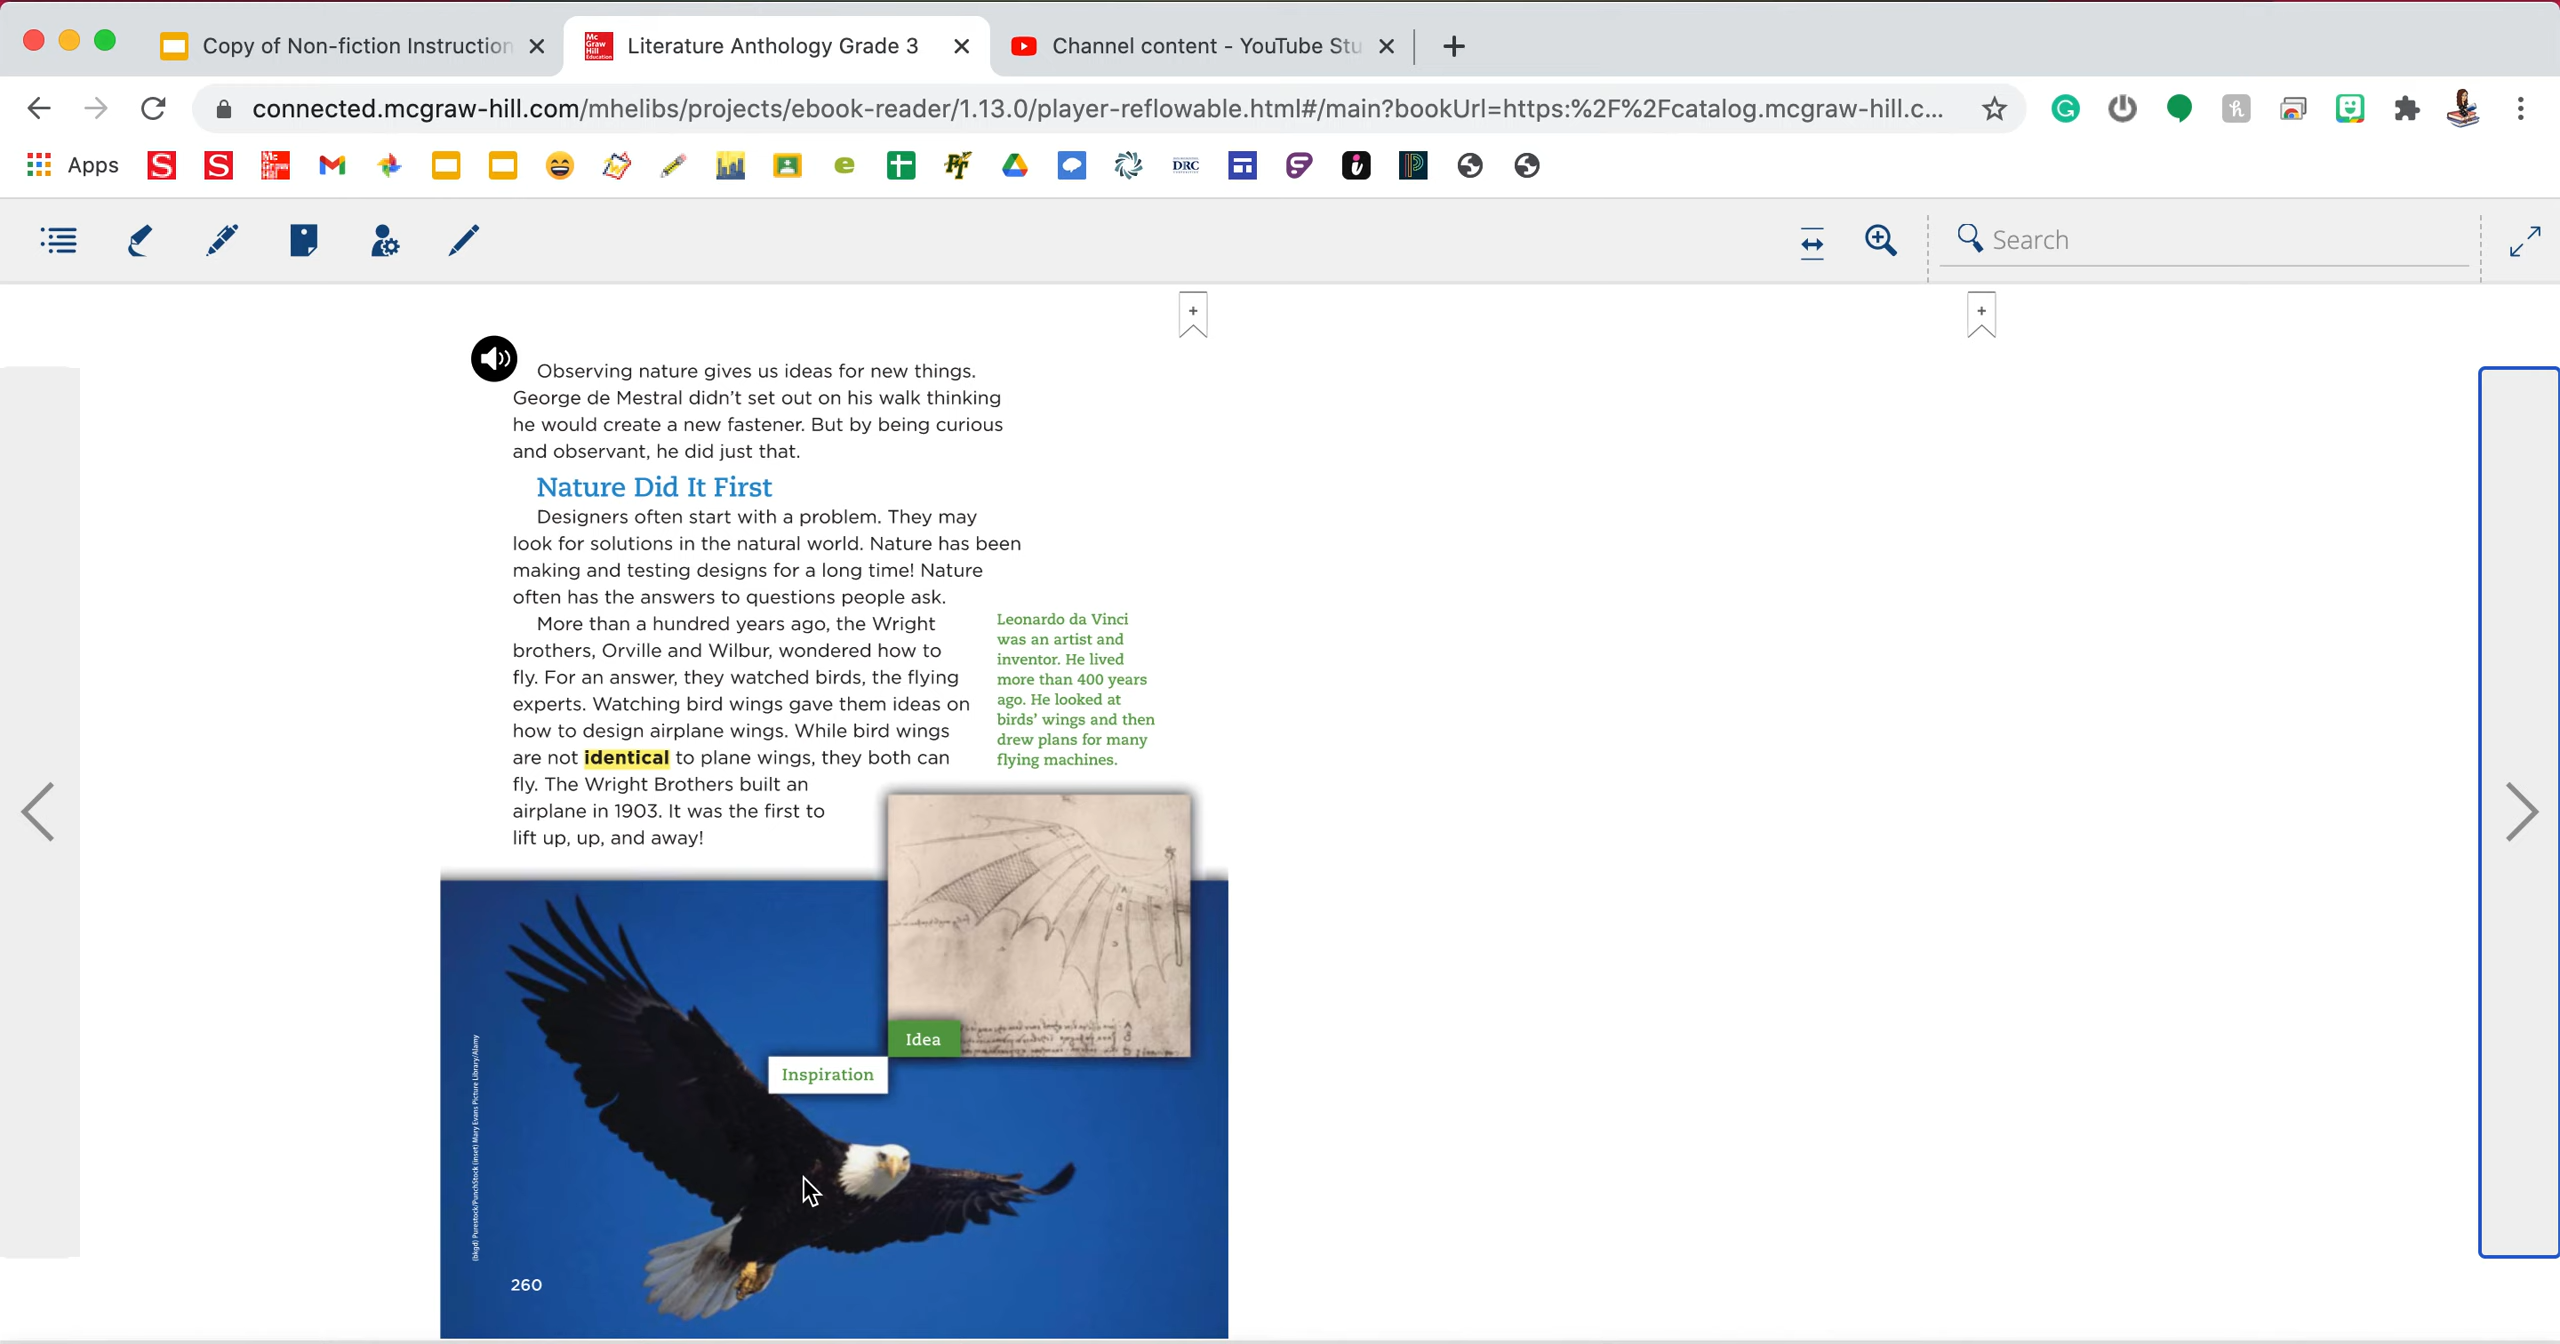 Copy of Non-fiction Instruction
Literature Anthology Grade 3
Channel content - YouTube Stu
connected.mcgraw-hill.com/mhelibs/projects/ebook-reader/1.13.0/player-reflowable.html#/main?bookUrl=https:%2F%2Fcatalog.mcgraw-hill.c...
Apps
DRC
Search
Observing nature gives us ideas for new things.
George de Mestral didn’t set out on his walk thinking
he would create a new fastener. But by being curious
and observant, he did just that.
Nature Did It First
Designers often start with a problem. They may
look for solutions in the natural world. Nature has been
making and testing designs for a long time! Nature
often has the answers to questions people ask.
More than a hundred years ago, the Wright
brothers, Orville and Wilbur, wondered how to
fly. For an answer, they watched birds, the flying
experts. Watching bird wings gave them ideas on
how to design airplane wings. While bird wings
are not identical to plane wings, they both can
fly. The Wright Brothers built an
airplane in 1903. It was the first to
lift up, up, and away!
Leonardo da Vinci
was an artist and
inventor. He lived
more than 400 years
ago. He looked at
birds’ wings and then
drew plans for many
flying machines.
Idea
Inspiration
(bkgd) Purestock/PunchStock (inset) Mary Evans Picture Library/Alamy
260